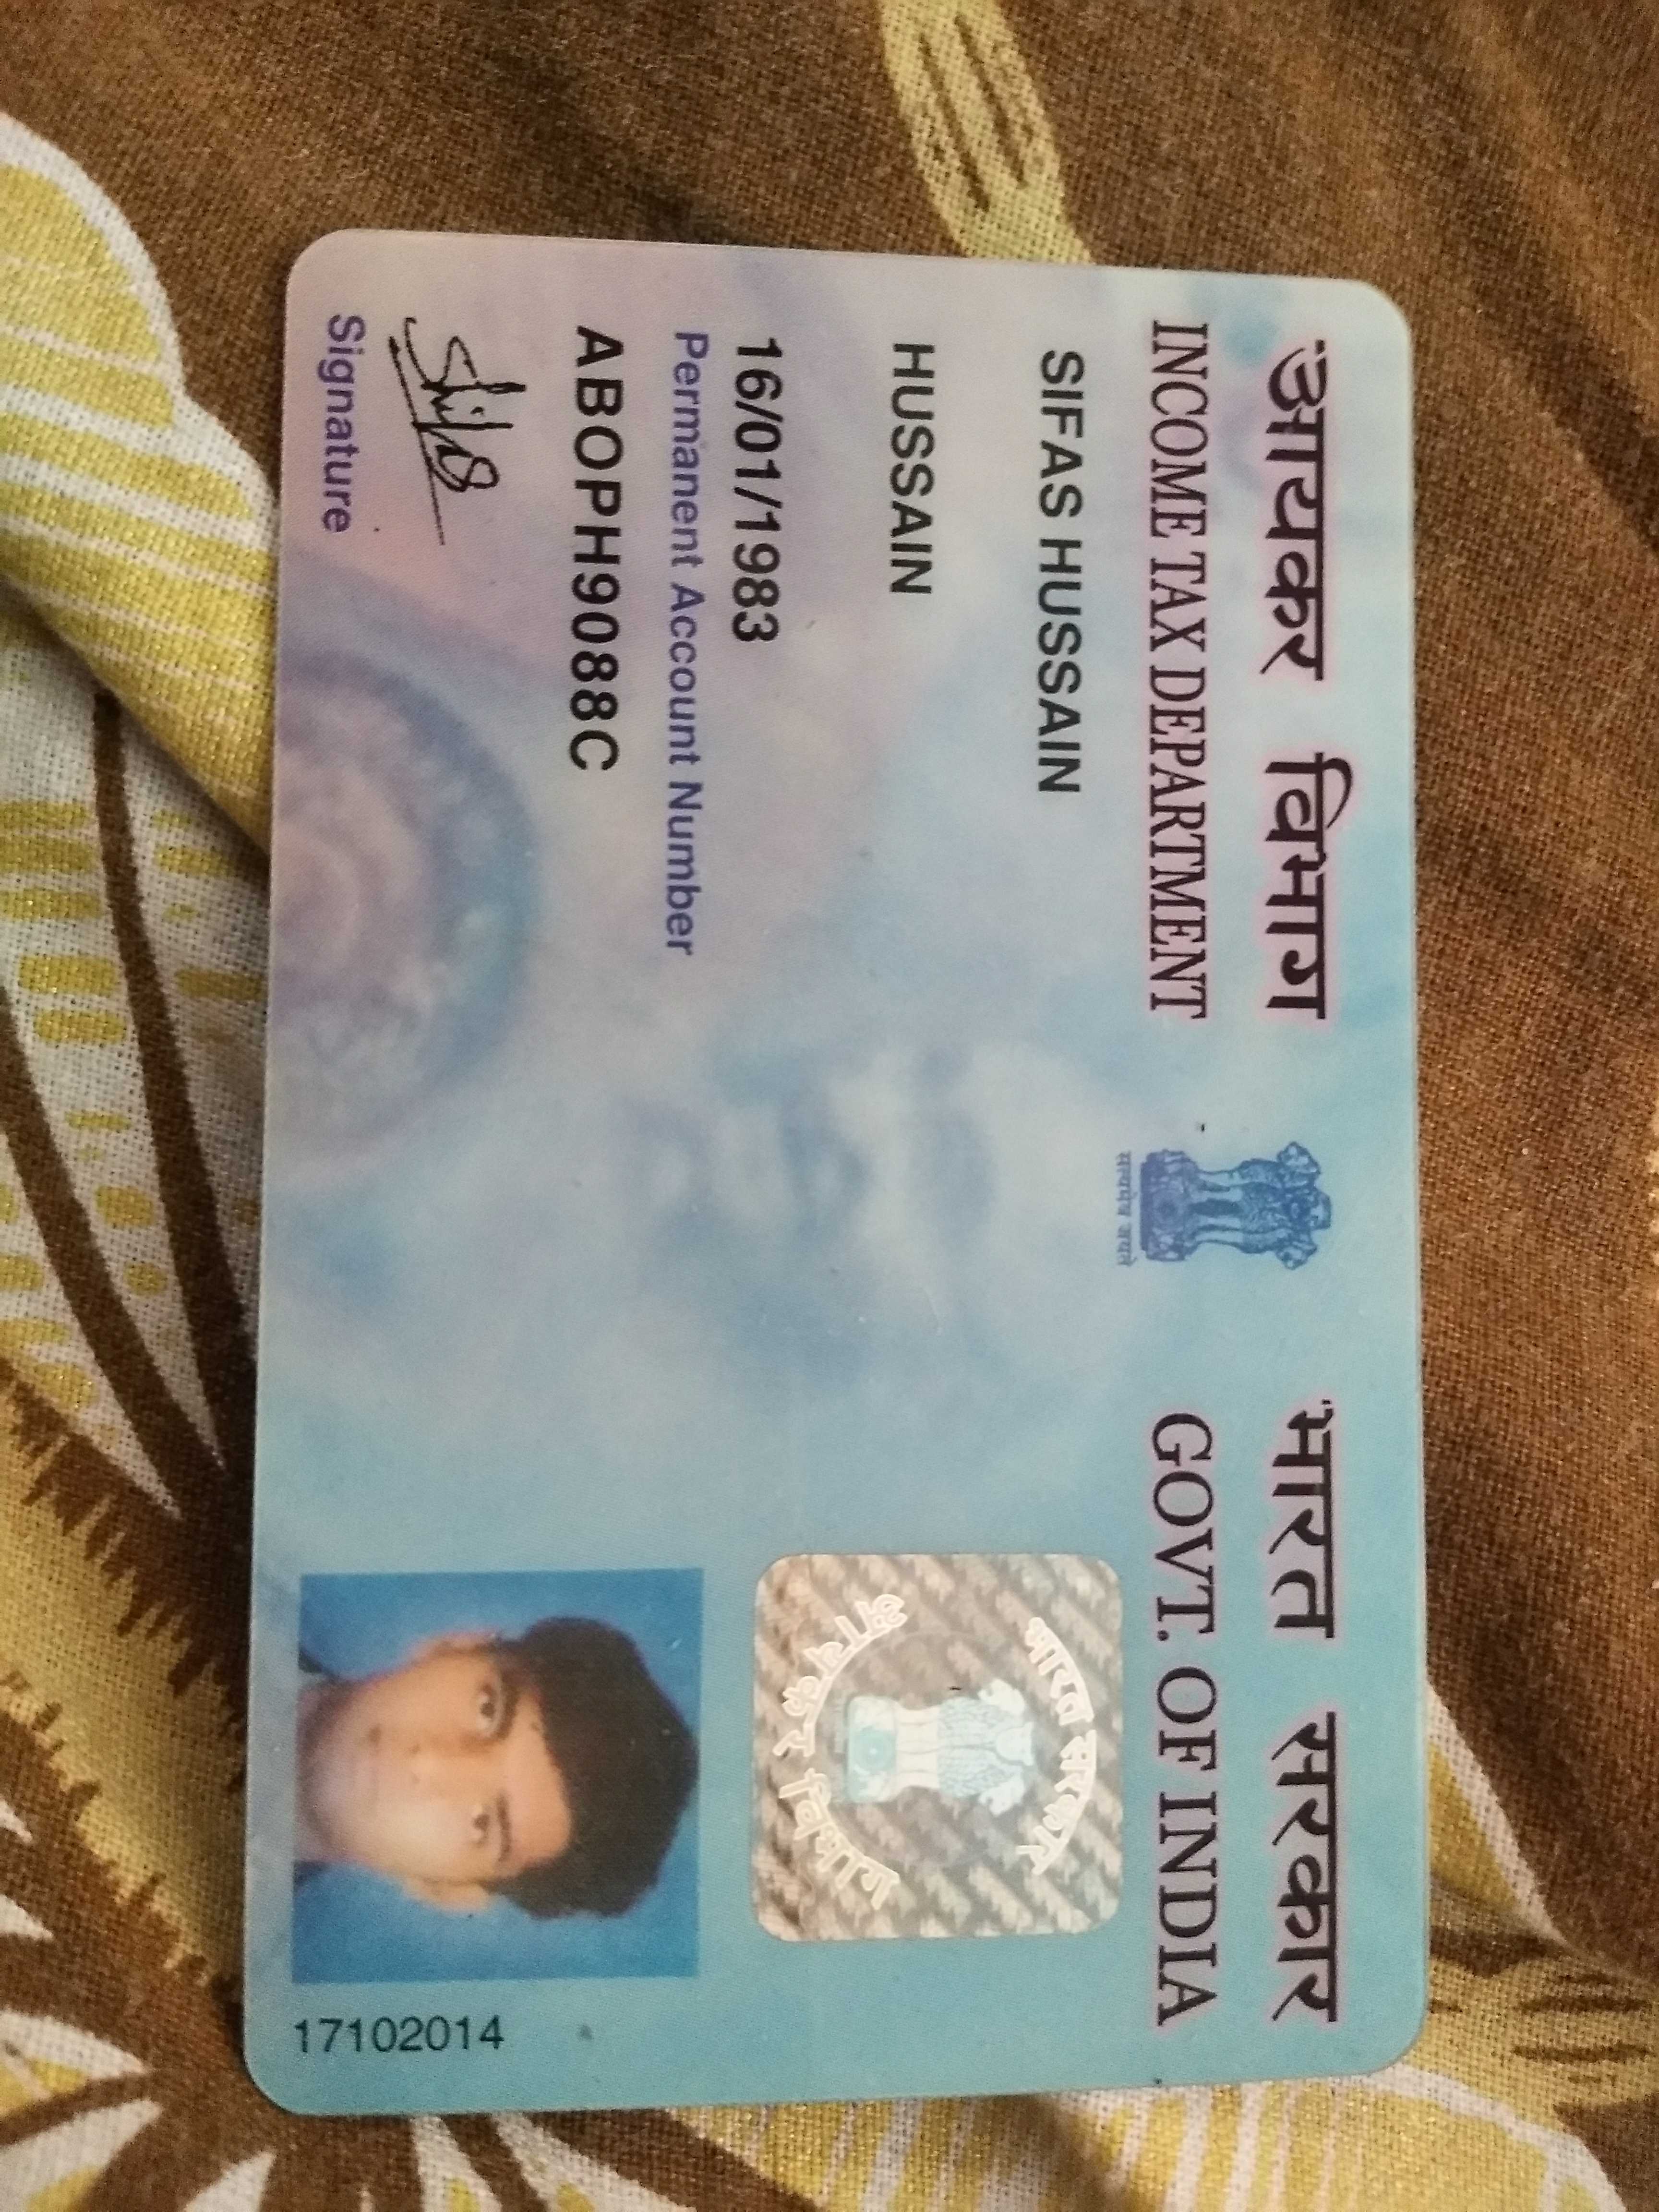 आयकर विभाग
INCOME TAX DEPARTMENT
सत्यमेव जयते
भारत सरकार
GOVT. OF INDIA
SIFAS HUSSAIN
HUSSAIN
16/01/1983
Permanent Account Number
ABOPH9088C
Signature
भारत सरकार
आयकर विभाग
17102014